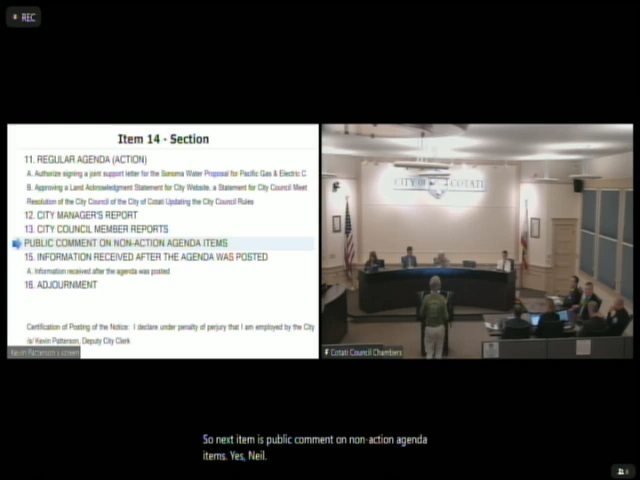 REC
Item 14 - Section
11. REGULAR AGENDA (ACTION)
A. Authorize signing a joint support letter for the Sonoma Water Proposal for Pacific Gas & Electric C
B. Approving a Land Acknowledgment Statement for City Website, a Statement for City Council Meet
Resolution of the City Council of the City of Cotati Updating the City Council Rules
12. CITY MANAGER'S REPORT
13. CITY COUNCIL MEMBER REPORTS
PUBLIC COMMENT ON NON-ACTION AGENDA ITEMS
15. INFORMATION RECEIVED AFTER THE AGENDA WAS POSTED
A. Information received after the agenda was posted
16. ADJOURNMENT
Certification of Posting of the Notice: I declare under penalty of perjury that I am employed by the City
/s/ Kevin Patterson, Deputy City Clerk
Kevin Patterson's screen
CITY OF COTATI
Cotati Council Chambers
So next item is public comment on non-action agenda
items. Yes, Neil.